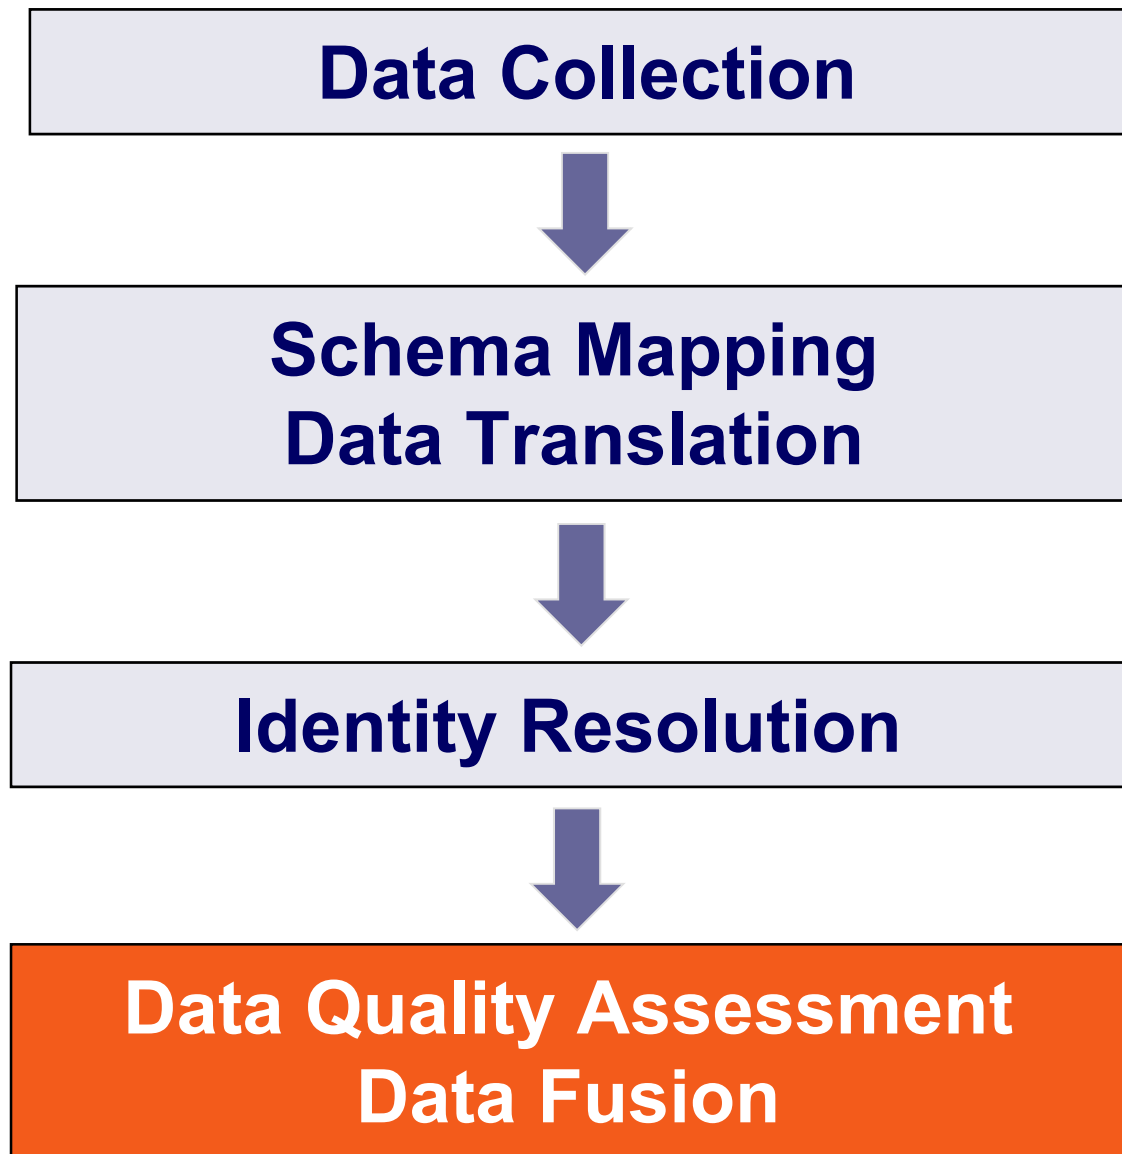 Data Collection
Schema Mapping
Data Translation
Identity Resolution
Data Quality Assessment
Data Fusion